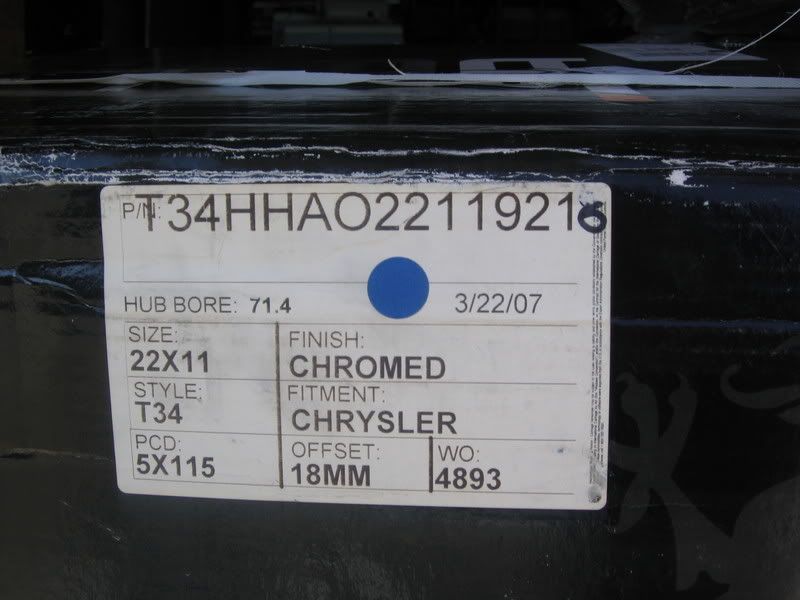 P/N: T34HHAO22119216
HUB BORE: 71.4
3/22/07
SIZE: 22X11
FINISH: CHROMED
STYLE: T34
FITMENT: CHRYSLER
PCD: 5X115
OFFSET: 18MM
WO: 4893